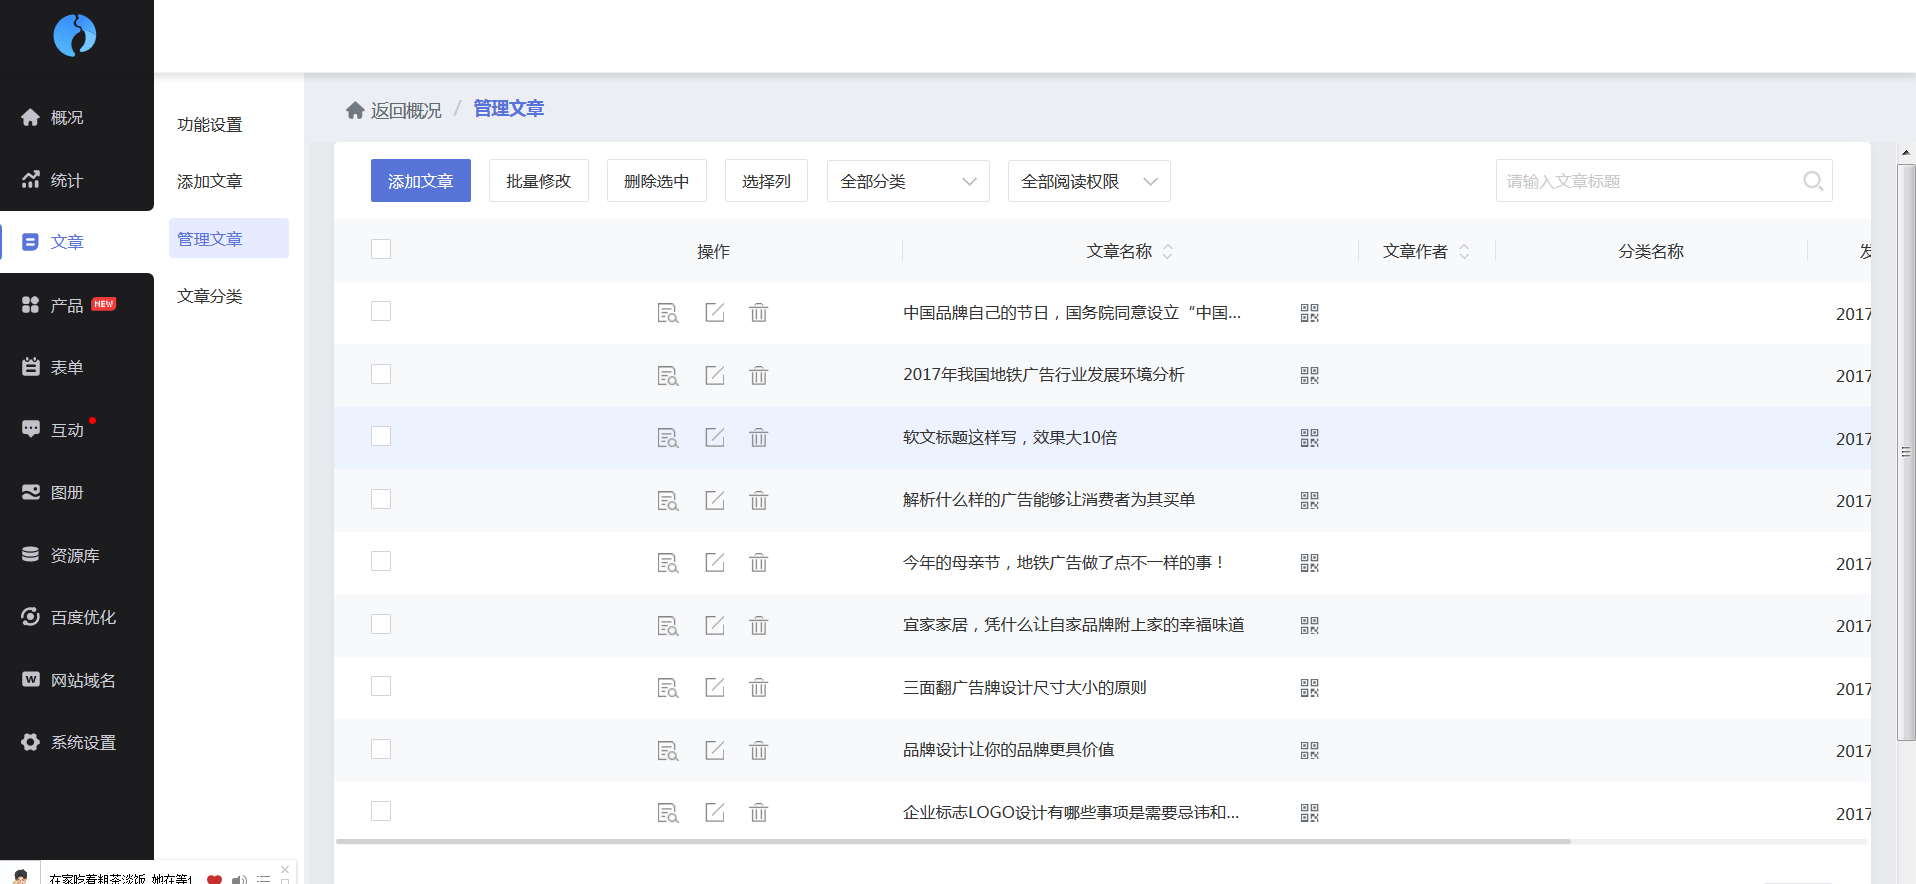 概况
统计
文章
产品 NEW
表单
互动
图册
资源库
百度优化
网站域名
系统设置
功能设置
添加文章
管理文章
文章分类
返回概况 / 管理文章
添加文章 批量修改 删除选中 选择列 全部分类 全部阅读权限 请输入文章标题
操作 文章名称 文章作者 分类名称 发
中国品牌自己的节日，国务院同意设立“中国... 2017
2017年我国地铁广告行业发展环境分析 2017
软文标题这样写，效果大10倍 2017
解析什么样的广告能够让消费者为其买单 2017
今年的母亲节，地铁广告做了点不一样的事！ 2017
宜家家居，凭什么让自家品牌附上家的幸福味道 2017
三面翻广告牌设计尺寸大小的原则 2017
品牌设计让你的品牌更具价值 2017
企业标志LOGO设计有哪些事项是需要忌讳和... 2017
在家吃着粗茶淡饭 她在等